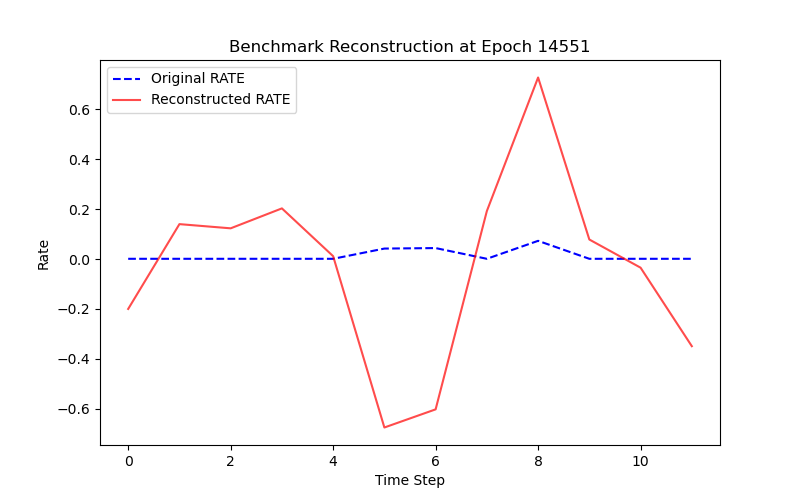 Benchmark Reconstruction at Epoch 14551
Original RATE
Reconstructed RATE
0.6
0.4
0.2
0.0
−0.2
−0.4
−0.6
Rate
0 2 4 6 8 10
Time Step